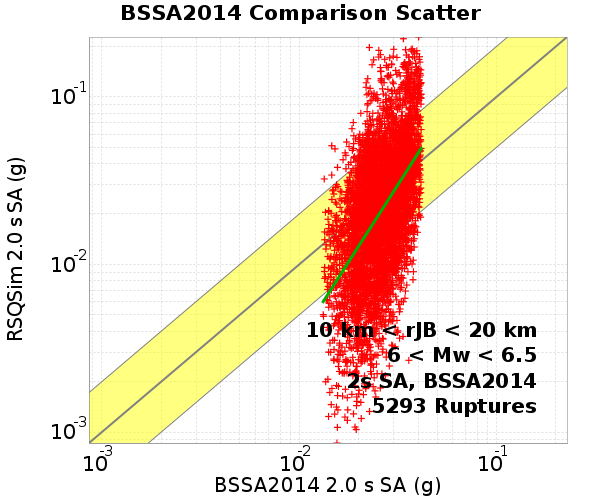 BSSA2014 Comparison Scatter
RSQSim 2.0 s SA (g)
10-1
10-2
10-3
10 km < rJB < 20 km
6 < Mw < 6.5
2s SA, BSSA2014
5293 Ruptures
10-3
10-2
10-1
BSSA2014 2.0 s SA (g)